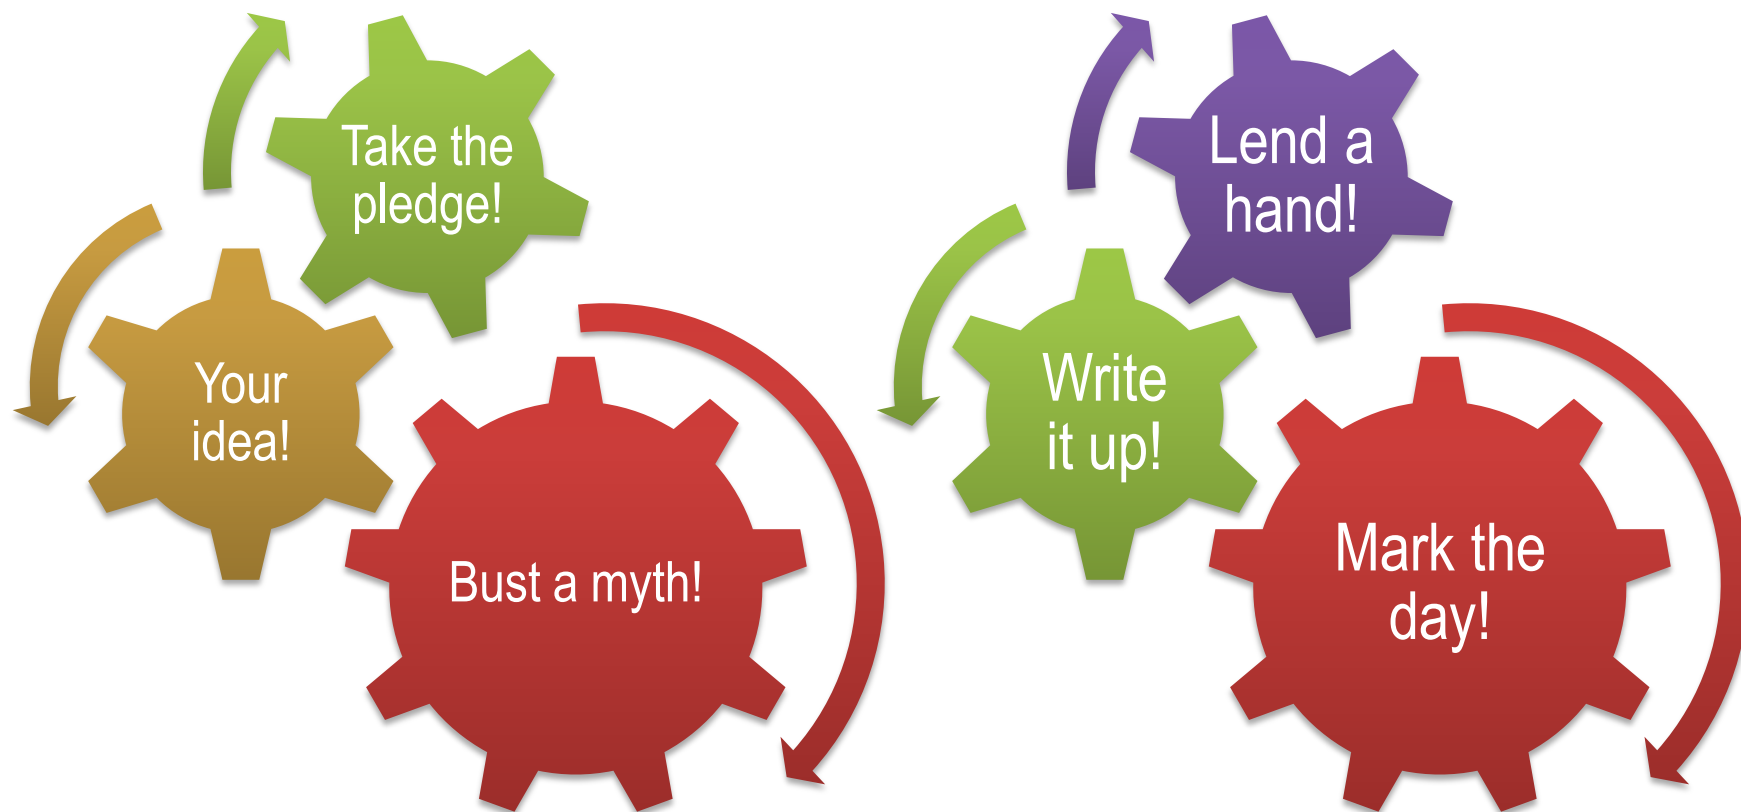 Take the
pledge!
Your
idea!
Bust a myth!
Lend a
hand!
Write
it up!
Mark the
day!